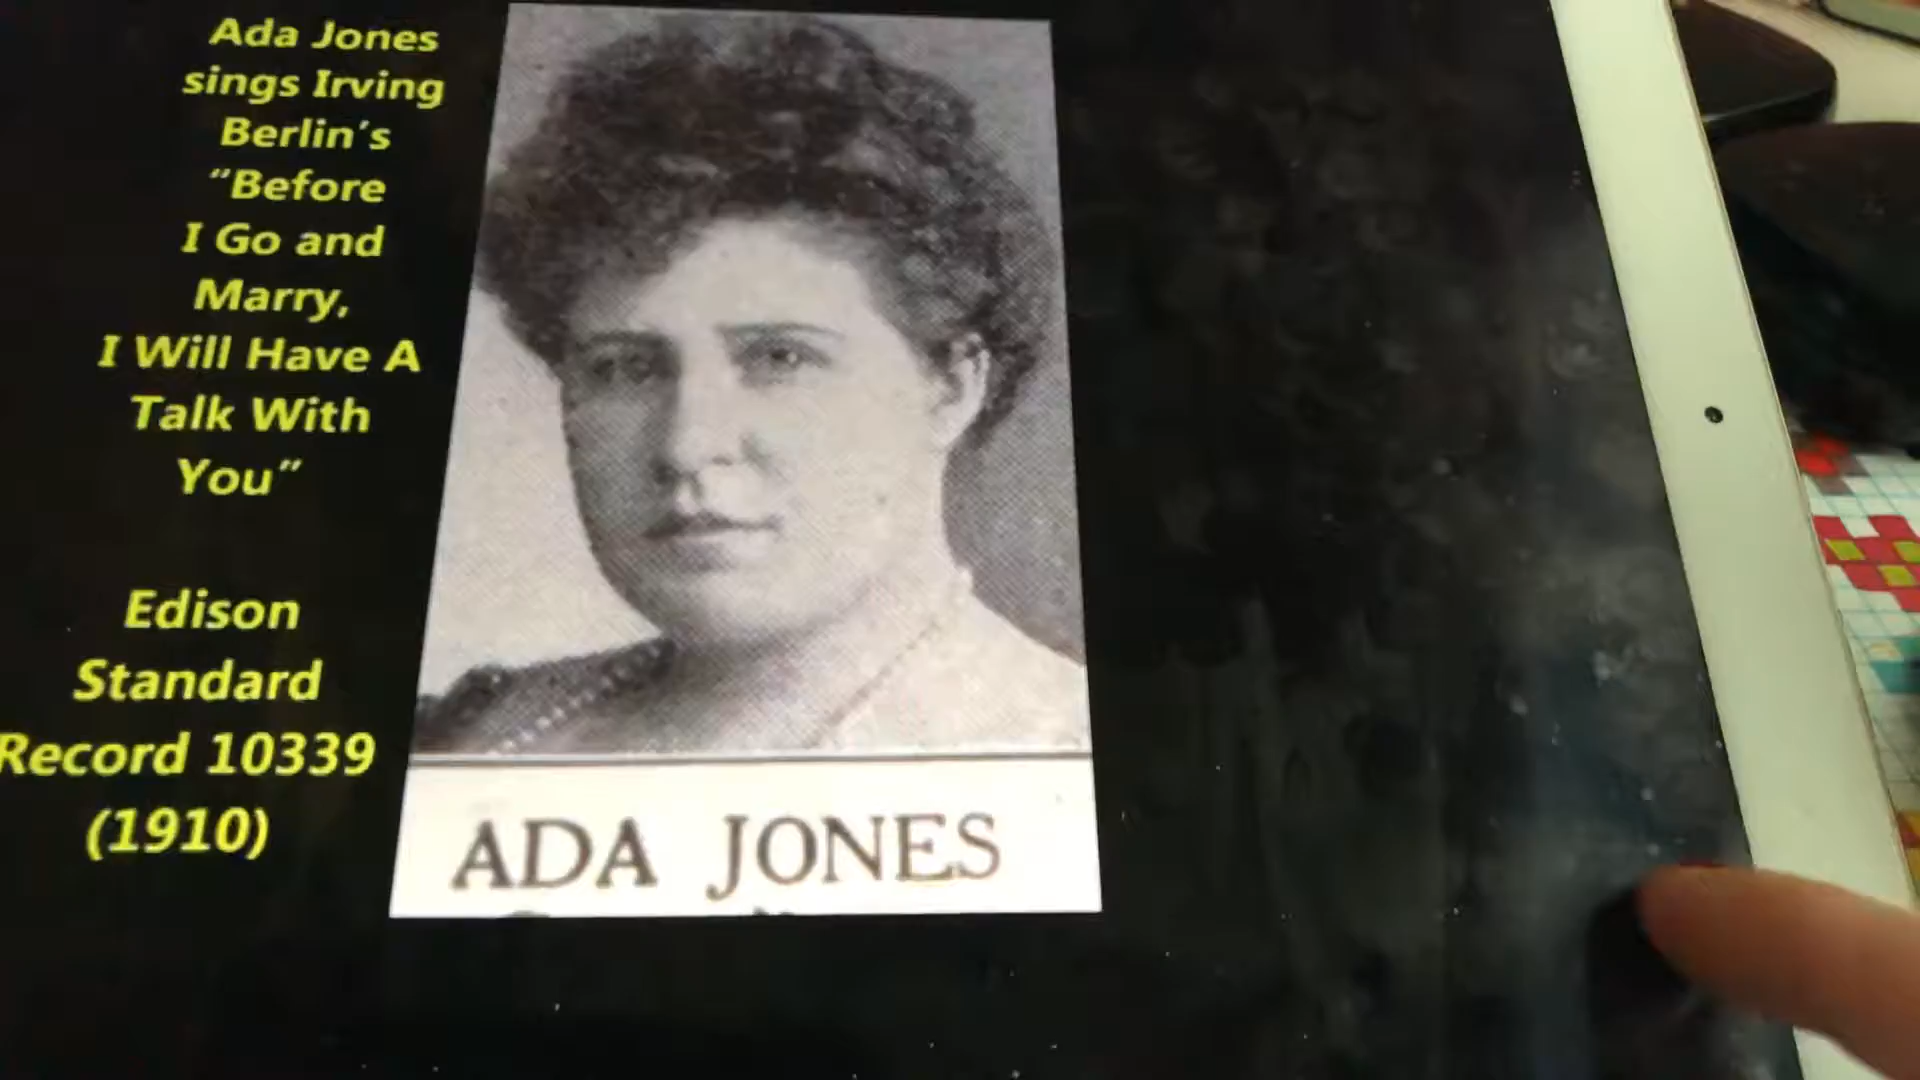 Ada Jones
sings Irving
Berlin's
"Before
I Go and
Marry,
I Will Have A
Talk With
You"
Edison
Standard
Record 10339
(1910)
ADA JONES